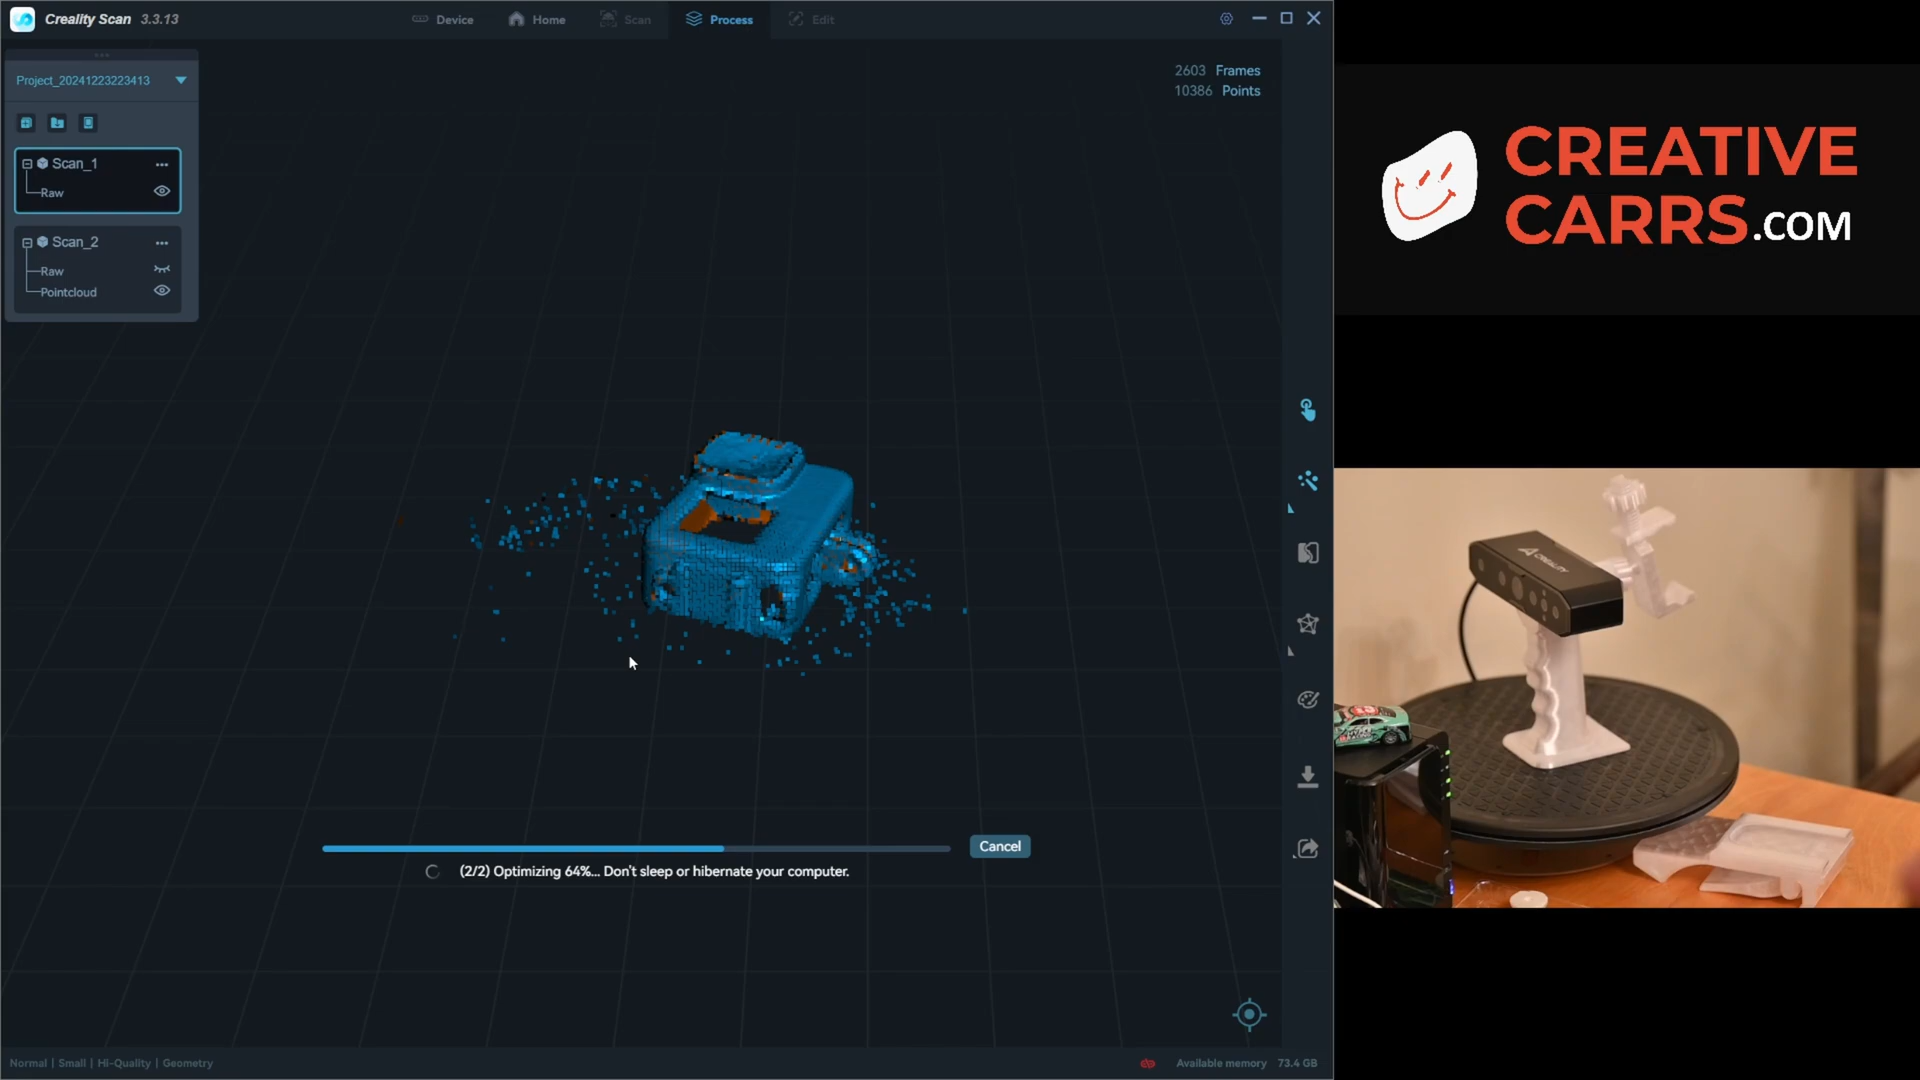 Creality Scan 3.3.13
Device
Home
Scan
Process
Edit
Project_20241223223413
2603 Frames
10386 Points
Scan_1
Raw
Scan_2
Raw
Pointcloud
Cancel
(2/2) Optimizing 64%... Don't sleep or hibernate your computer.
Normal | Small | Hi-Quality | Geometry
Available memory 73.4 GB
CREATIVE
CARRS.COM
CREALITY